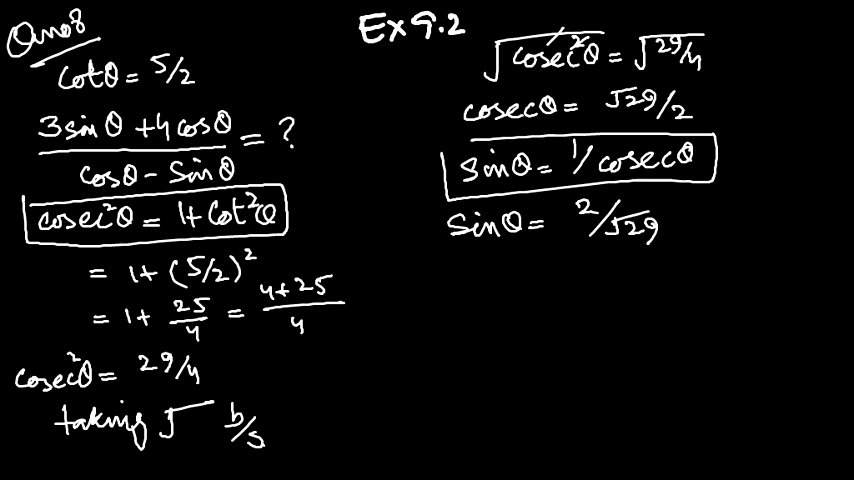 Qno8
Ex 9.2
cotθ = 5/2
3sinθ + 4cosθ / cosθ - sinθ = ?
cosec²θ = 1 + cot²θ
= 1 + (5/2)²
= 1 + 25/4 = 4+25/4
cosec²θ = 29/4
taking √ b/s
√cosec²θ = √29/4
cosecθ = √29/2
sinθ = 1/cosecθ
sinθ = 2/√29